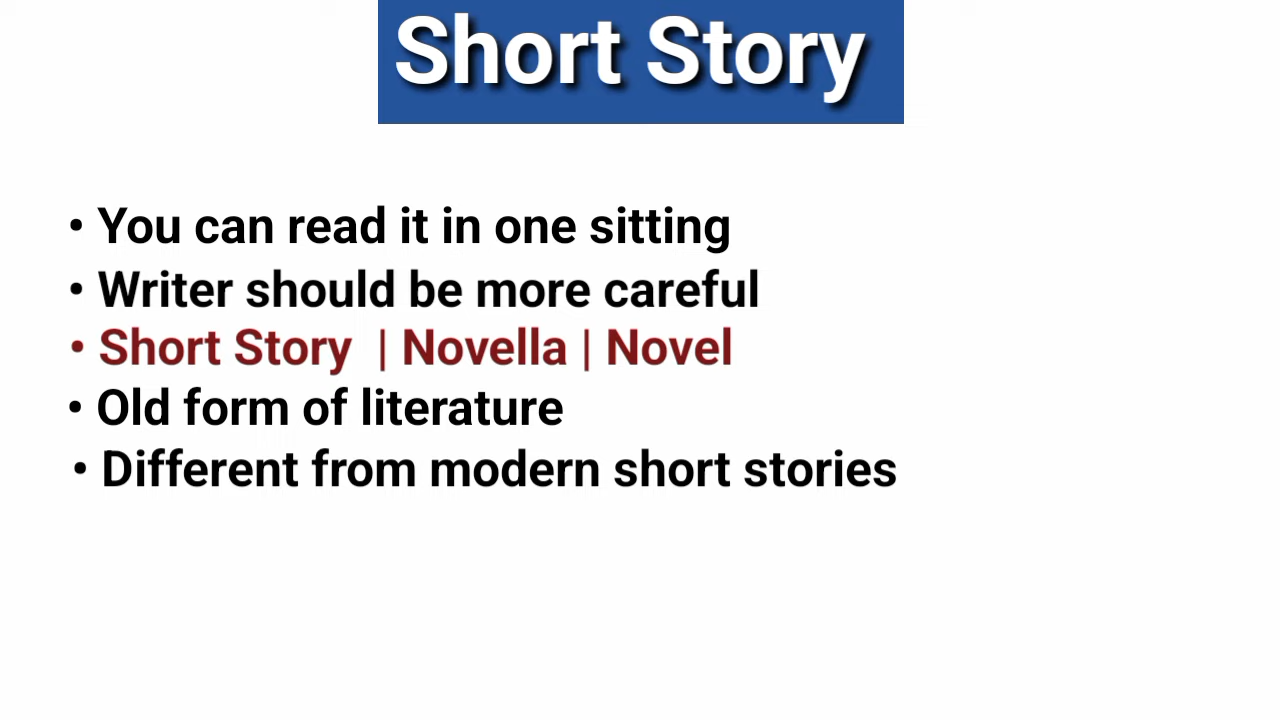 Short Story
• You can read it in one sitting
• Writer should be more careful
• Short Story | Novella | Novel
• Old form of literature
• Different from modern short stories